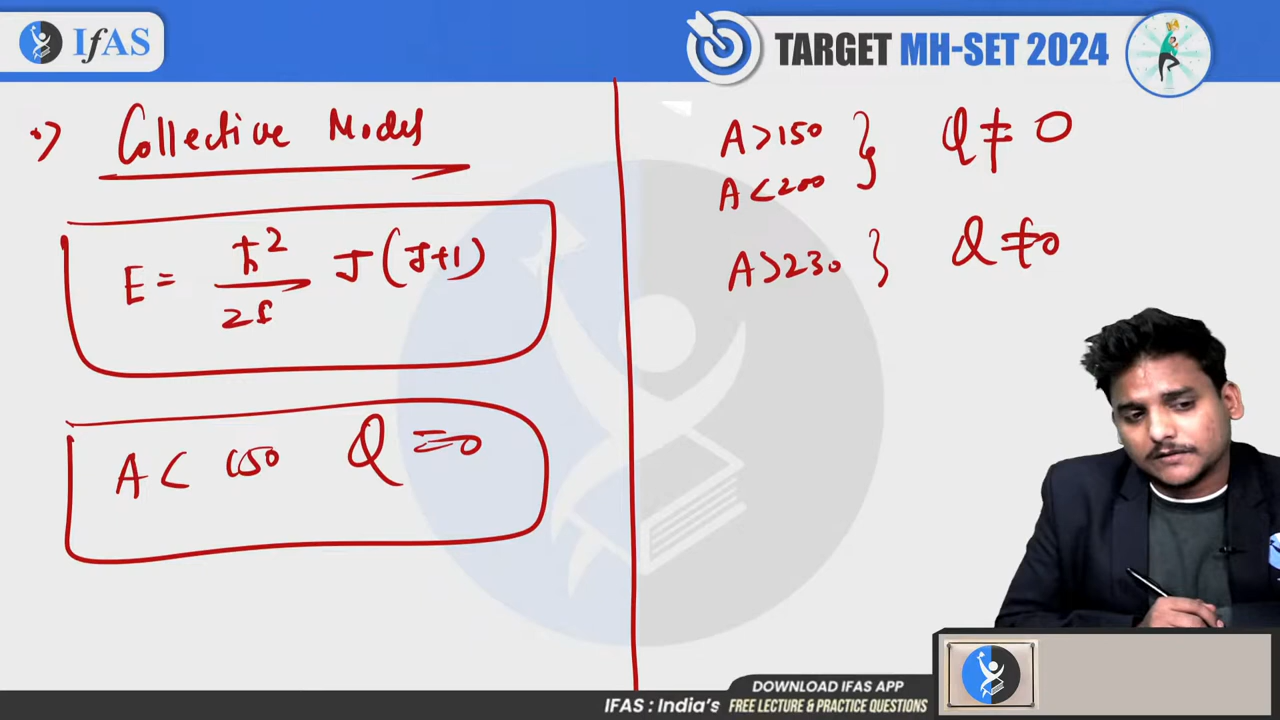 IfAS
TARGET MH-SET 2024
•) Collective Model
E = ħ² / 2I J(J+1)
A < 150 Q = 0
A > 150 } Q ≠ 0
A < 200
A > 230 } Q ≠ 0
DOWNLOAD IFAS APP
IFAS : India's FREE LECTURE & PRACTICE QUESTIONS